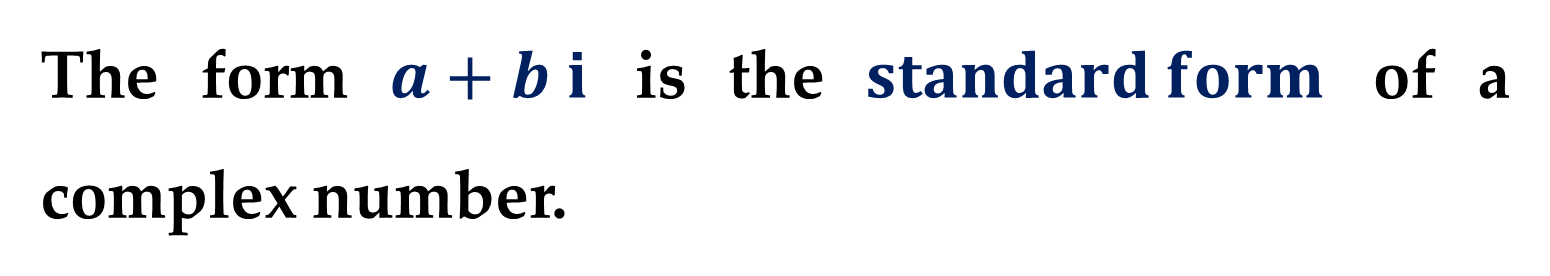 The form a + b i is the standard form of a
complex number.